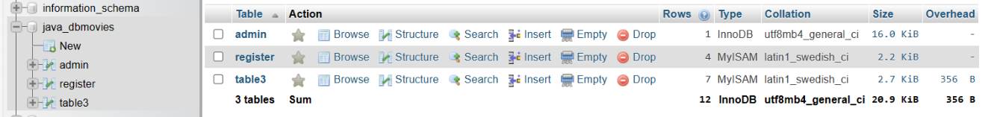 information_schema
java_dbmovies
New
admin
register
table3
Table Action Rows Type Collation Size Overhead
admin Browse Structure Search Insert Empty Drop 1 InnoDB utf8mb4_general_ci 16.0 KiB -
register Browse Structure Search Insert Empty Drop 4 MyISAM latin1_swedish_ci 2.2 KiB -
table3 Browse Structure Search Insert Empty Drop 7 MyISAM latin1_swedish_ci 2.7 KiB 356 B
3 tables Sum 12 InnoDB utf8mb4_general_ci 20.9 KiB 356 B